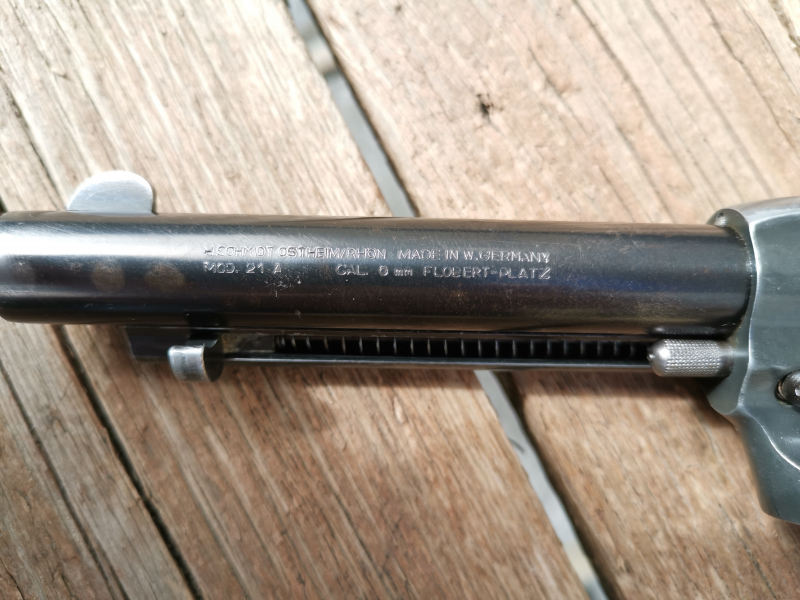 H.SCHMIDT OSTHEIM/RHÖN MADE IN W.GERMANY
MOD. 21 A CAL. 6 mm FLOBERT-PLATZ